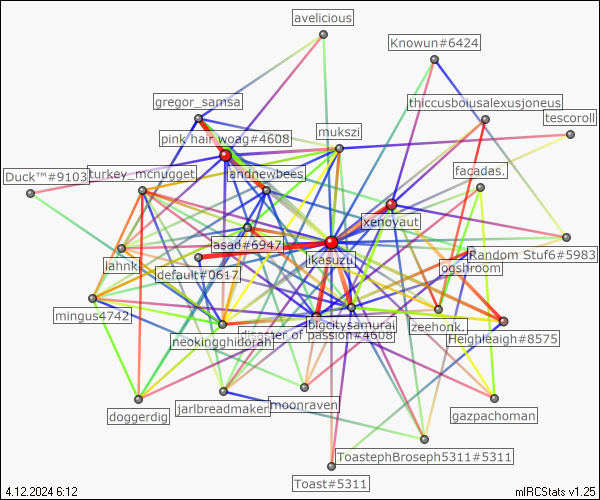 avelicious
Knowun#6424
gregor_samsa
thiccusboiusalexusjoneus
tescoroll
pink hair woag#4608
mukszi
Duck™#9103
turkey_mcnugget
andnewbees
facadas.
xenoyaut
asad#6947
ikasuzu
Random Stuf6#5983
lahnk
default#0617
ogshroom
mingus4742
bigcitysamurai
zeehonk.
neokingghidorah
disaster of passion#4608
Heighleigh#8575
doggerdig
jarlbreadmaker
moonraven
gazpachoman
ToastephBroseph5311#5311
Toast#5311
4.12.2024 6:12
mIRCStats v1.25